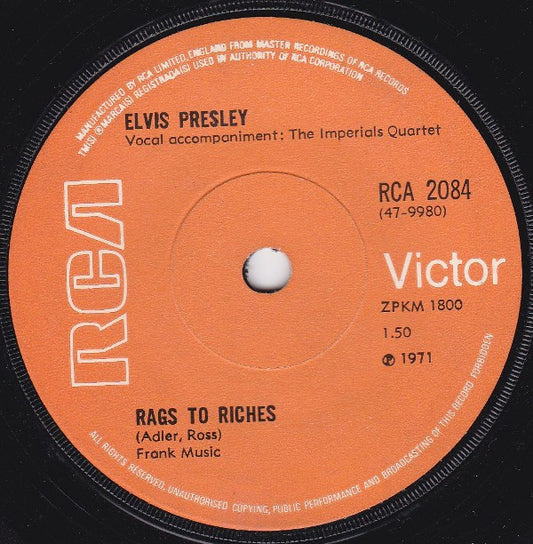 MANUFACTURED BY RCA LIMITED, ENGLAND FROM MASTER RECORDINGS OF RCA RECORDS
TM(S) ® MARCA(S) REGISTRADA(S) USED IN AUTHORITY OF RCA CORPORATION
ELVIS PRESLEY
Vocal accompaniment: The Imperials Quartet
RCA 2084
(47-9980)
RCA
Victor
ZPKM 1800
1.50
℗ 1971
RAGS TO RICHES
(Adler, Ross)
Frank Music
ALL RIGHTS RESERVED, UNAUTHORISED COPYING, PUBLIC PERFORMANCE AND BROADCASTING OF THIS RECORD FORBIDDEN